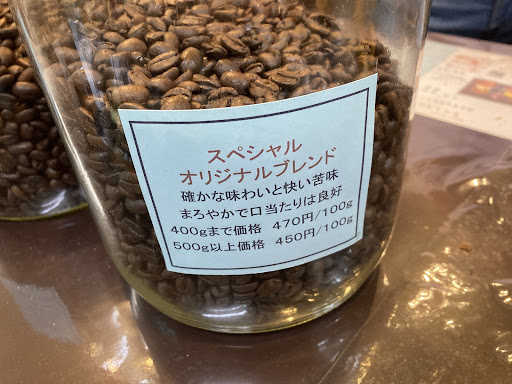 スペシャル
オリジナルブレンド
確かな味わいと快い苦味
まろやかで口当たりは良好
400gまで価格 470円/100g
500g以上価格 450円/100g